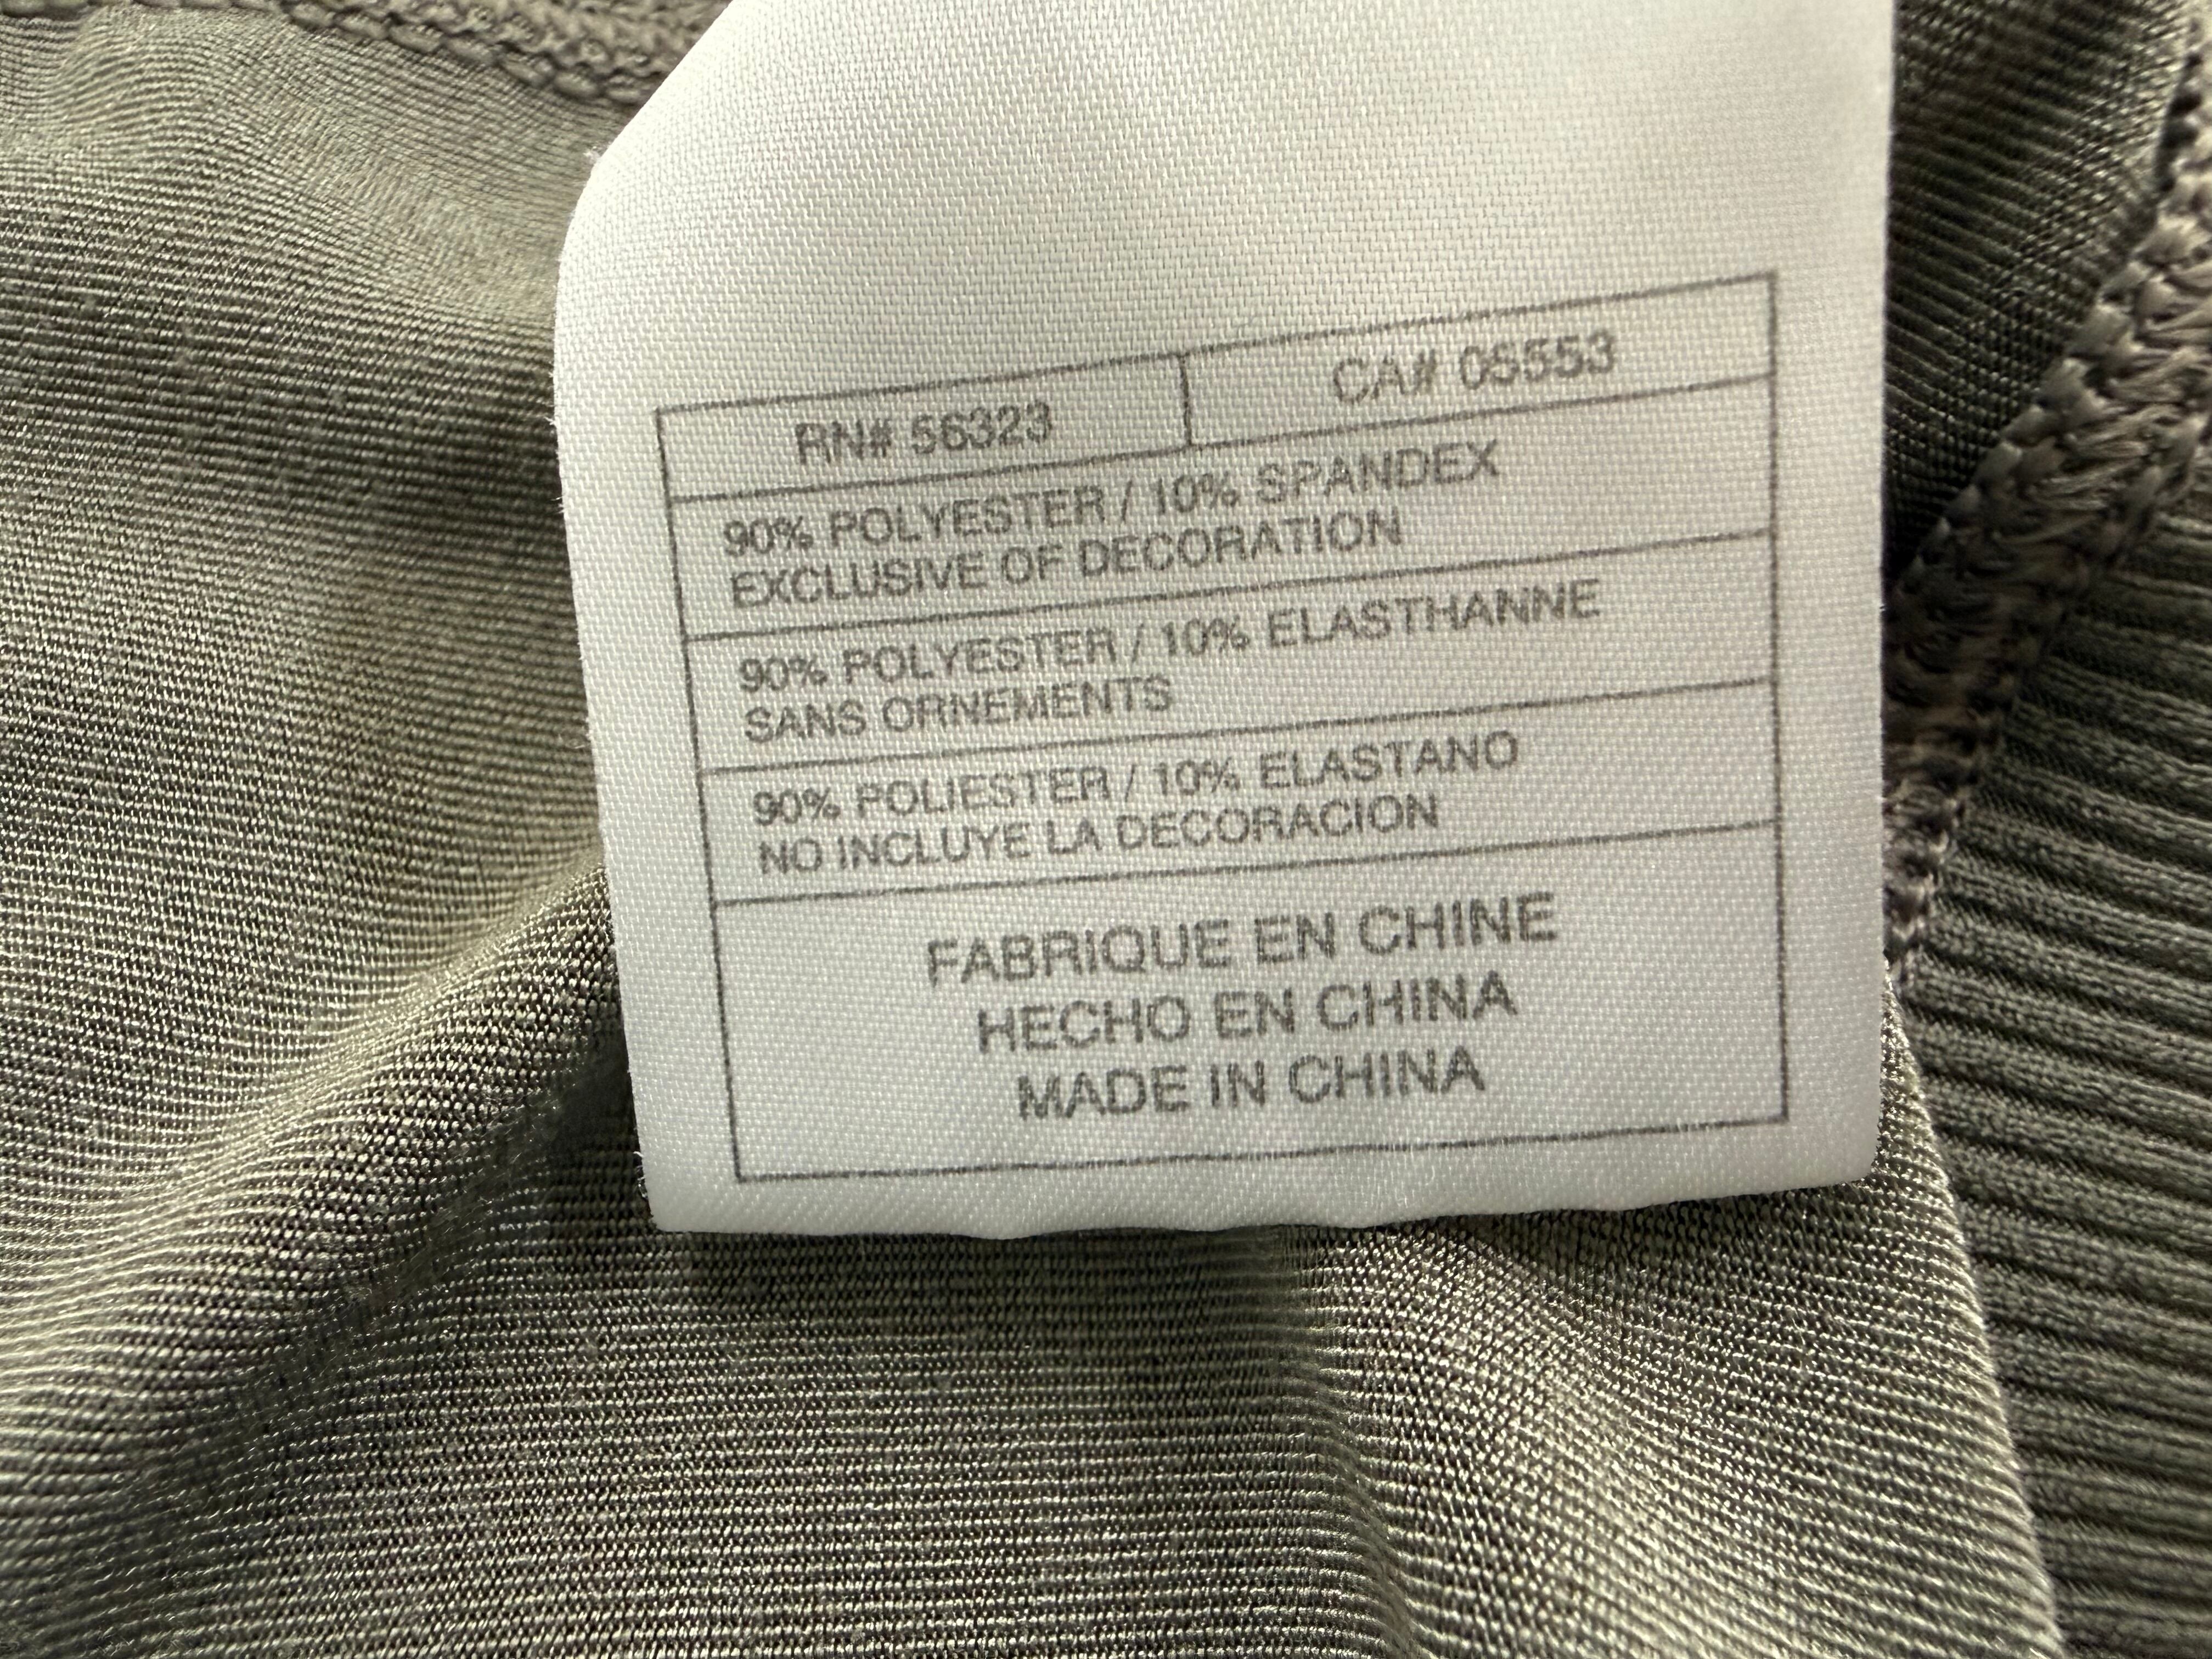 RN# 56323 CA# 05553
90% POLYESTER / 10% SPANDEX
EXCLUSIVE OF DECORATION
90% POLYESTER / 10% ELASTHANNE
SANS ORNEMENTS
90% POLIESTER / 10% ELASTANO
NO INCLUYE LA DECORACION
FABRIQUE EN CHINE
HECHO EN CHINA
MADE IN CHINA